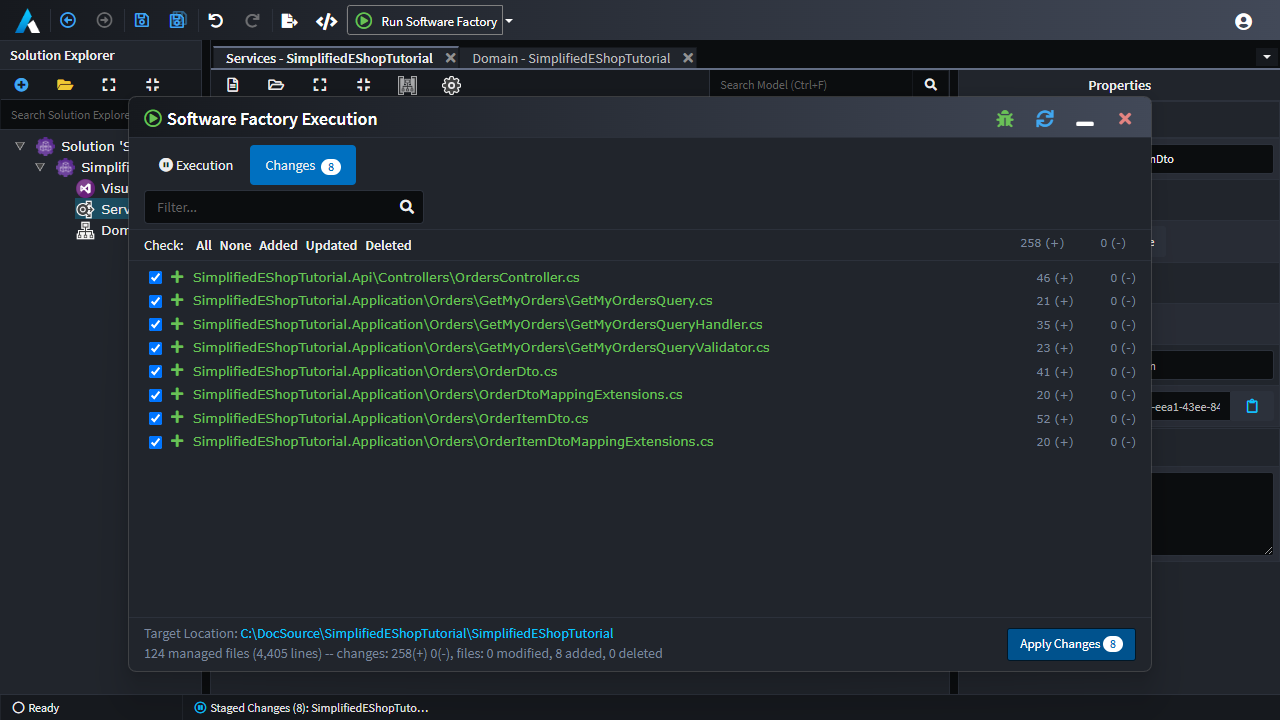 Run Software Factory
Solution Explorer
Services - SimplifiedEShopTutorial
Domain - SimplifiedEShopTutorial
Search Model (Ctrl+F)
Properties
Search Solution Explore
Software Factory Execution
Solution 'S
Simplifi
Visu
Serv
Dom
Execution
Changes 8
mDto
Filter...
Check: All None Added Updated Deleted
258 (+) 0 (-)
SimplifiedEShopTutorial.Api\Controllers\OrdersController.cs 46 (+) 0 (-)
SimplifiedEShopTutorial.Application\Orders\GetMyOrders\GetMyOrdersQuery.cs 21 (+) 0 (-)
SimplifiedEShopTutorial.Application\Orders\GetMyOrders\GetMyOrdersQueryHandler.cs 35 (+) 0 (-)
SimplifiedEShopTutorial.Application\Orders\GetMyOrders\GetMyOrdersQueryValidator.cs 23 (+) 0 (-)
SimplifiedEShopTutorial.Application\Orders\OrderDto.cs 41 (+) 0 (-)
SimplifiedEShopTutorial.Application\Orders\OrderDtoMappingExtensions.cs 20 (+) 0 (-)
SimplifiedEShopTutorial.Application\Orders\OrderItemDto.cs 52 (+) 0 (-)
SimplifiedEShopTutorial.Application\Orders\OrderItemDtoMappingExtensions.cs 20 (+) 0 (-)
-eea1-43ee-84
Target Location: C:\DocSource\SimplifiedEShopTutorial\SimplifiedEShopTutorial
124 managed files (4,405 lines) -- changes: 258(+) 0(-), files: 0 modified, 8 added, 0 deleted
Apply Changes 8
Ready
Staged Changes (8): SimplifiedEShopTuto...